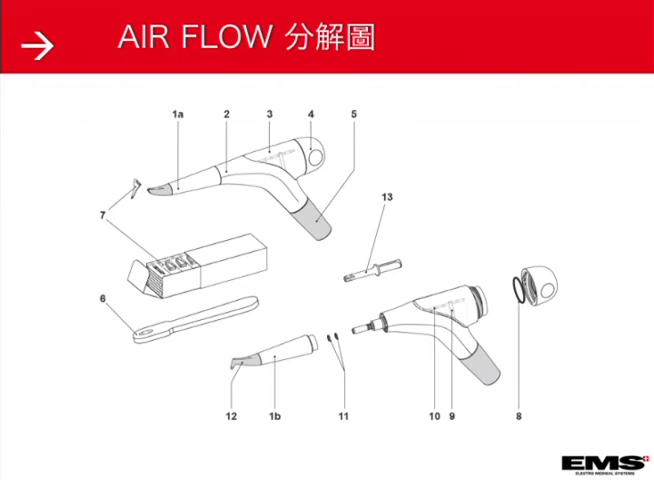 AIR FLOW 分解圖
1a 2 3 4 5
7
13
6
12 1b 11 10 9 8
EMS
ELECTRO MEDICAL SYSTEMS